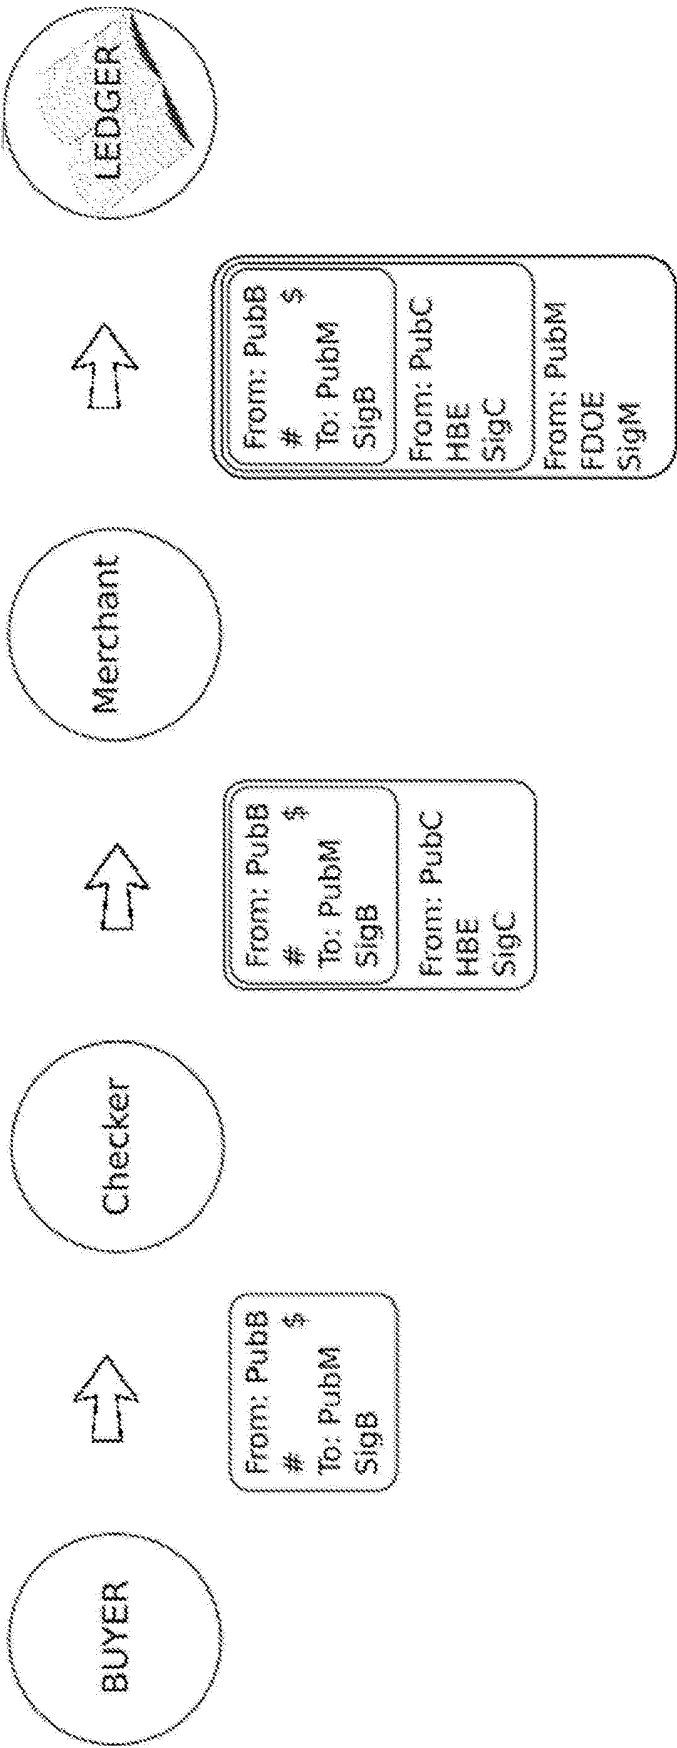 BUYER
From: PubB
# $
To: PubM
SigB
Checker
From: PubB
# $
To: PubM
SigB
From: PubC
HBE
SigC
Merchant
From: PubB
# $
To: PubM
SigB
From: PubC
HBE
SigC
From: PubM
FDOE
SigM
LEDGER